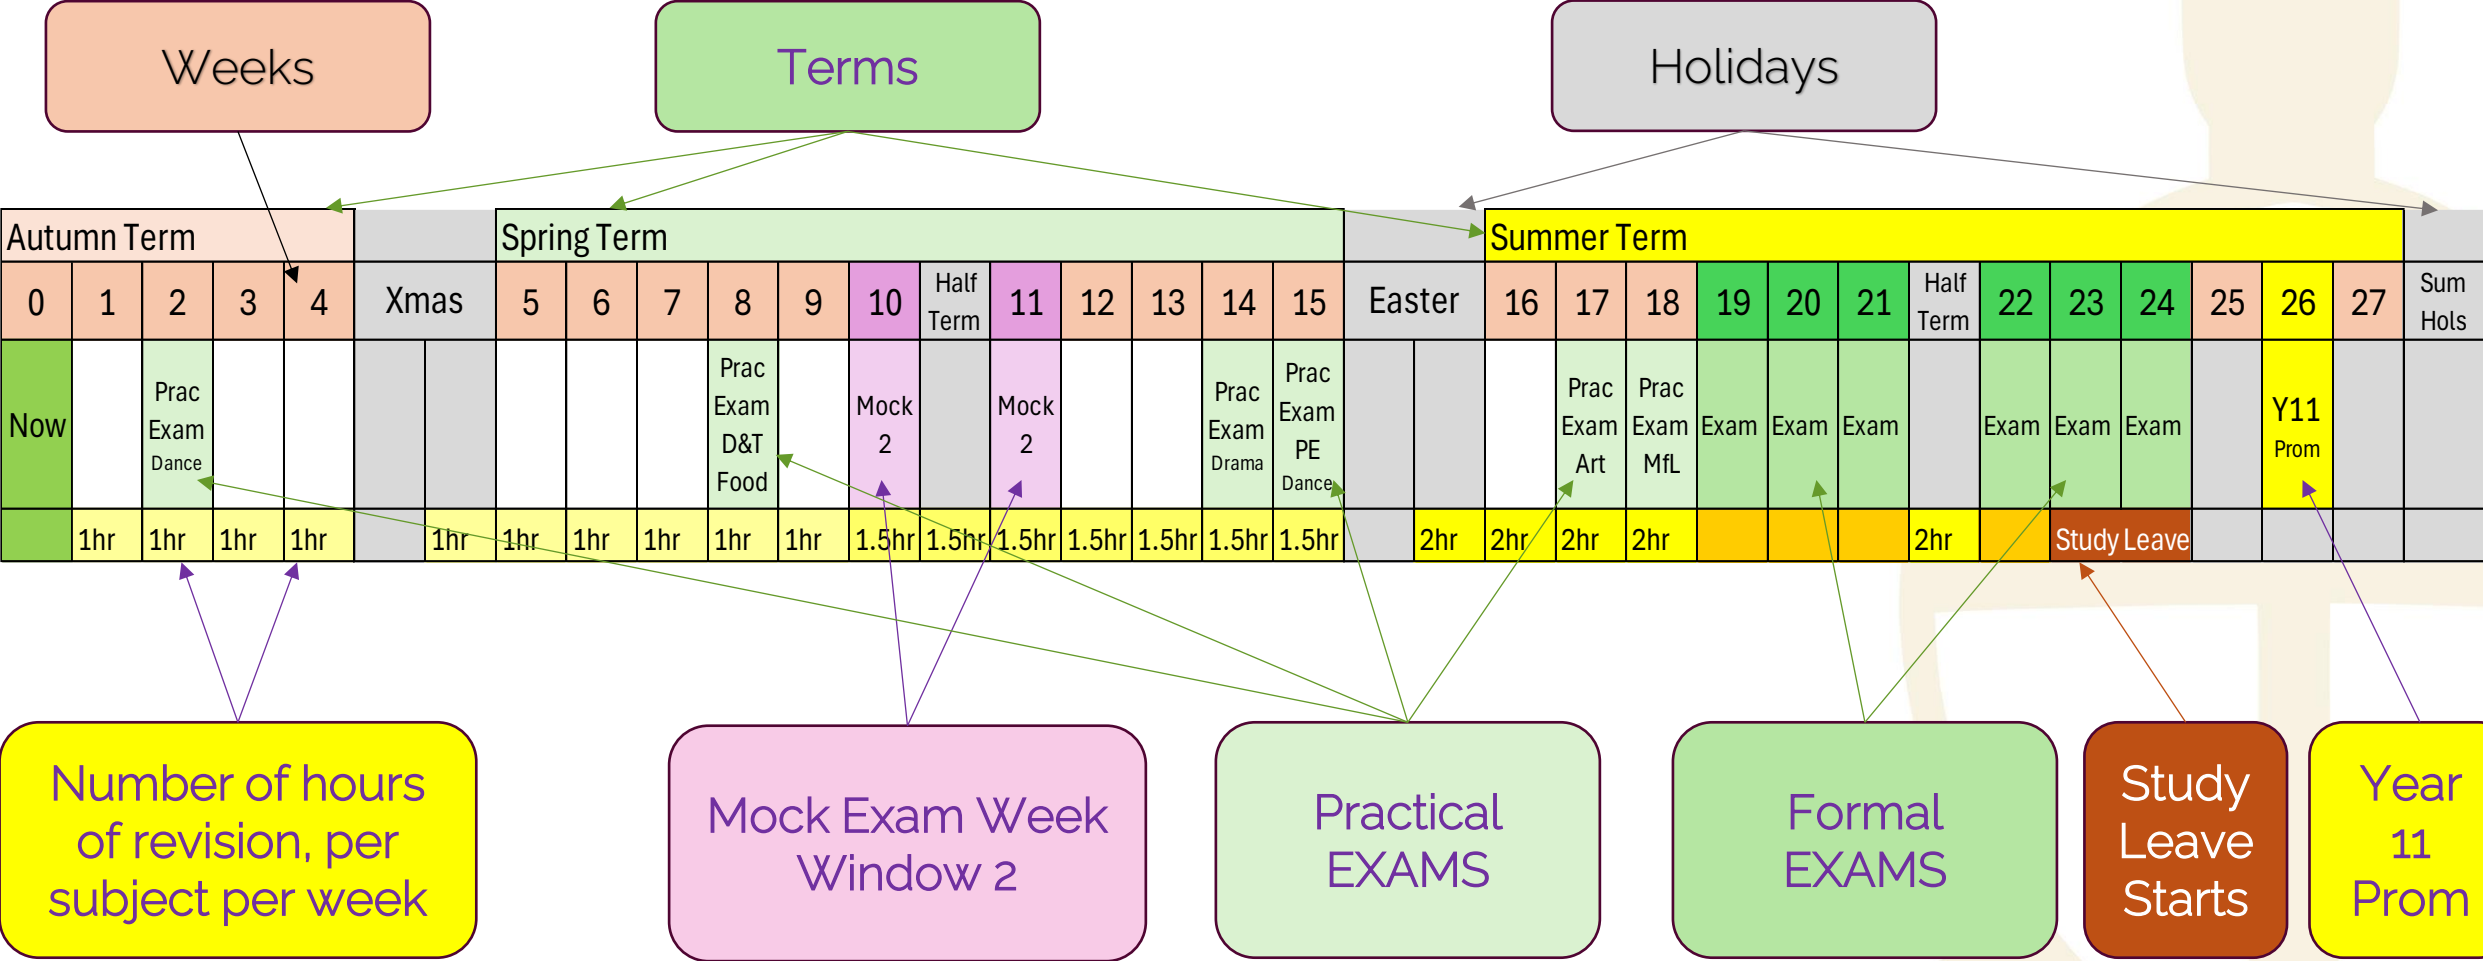 Weeks
Terms
Holidays
Autumn Term
Spring Term
Summer Term
0 1 2 3 4 Xmas 5 6 7 8 9 10 Half Term 11 12 13 14 15 Easter 16 17 18 19 20 21 Half Term 22 23 24 25 26 27 Sum Hols
Now
Prac
Exam
Dance
Prac
Exam
D&T
Food
Mock
2
Mock
2
Prac
Exam
Drama
Prac
Exam
PE
Dance
Prac
Exam
Art
Prac
Exam
MfL
Exam Exam Exam Exam Exam Exam
Y11
Prom
1hr 1hr 1hr 1hr 1hr 1hr 1hr 1hr 1hr 1hr 1.5hr 1.5hr 1.5hr 1.5hr 1.5hr 1.5hr 1.5hr 2hr 2hr 2hr 2hr 2hr Study Leave
Number of hours
of revision, per
subject per week
Mock Exam Week
Window 2
Practical
EXAMS
Formal
EXAMS
Study
Leave
Starts
Year
11
Prom